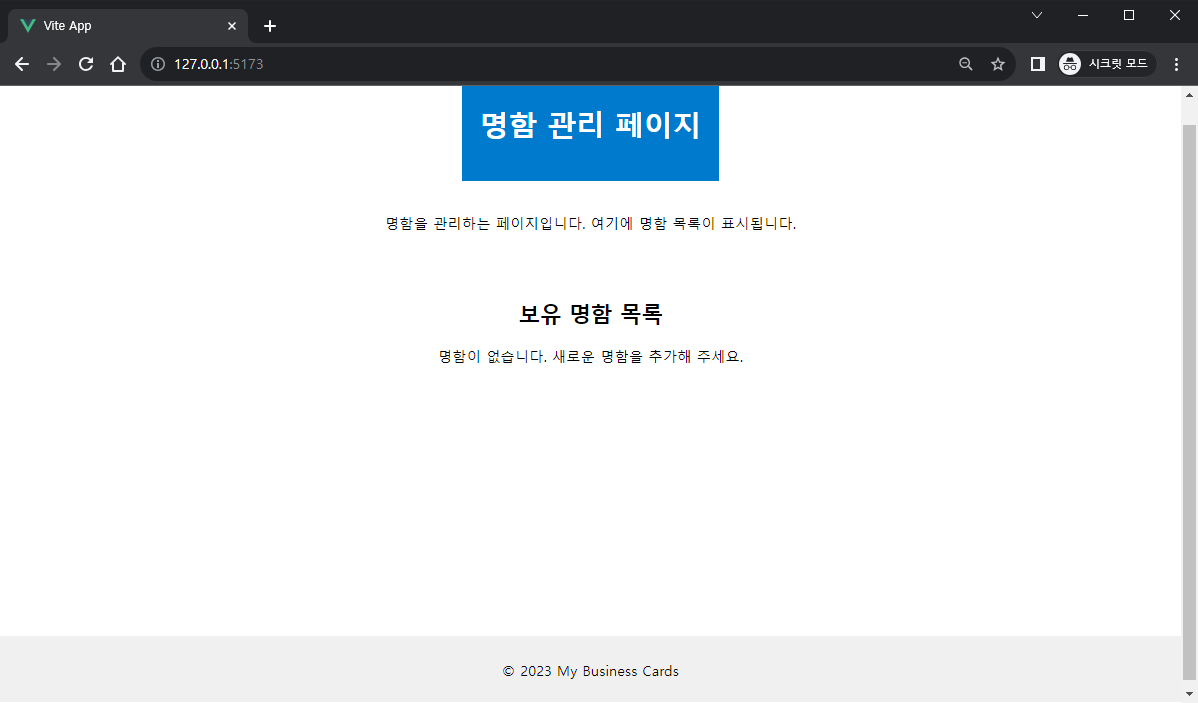 Vite App
127.0.0.1:5173
시크릿 모드
명함 관리 페이지
명함을 관리하는 페이지입니다. 여기에 명함 목록이 표시됩니다.
보유 명함 목록
명함이 없습니다. 새로운 명함을 추가해 주세요.
© 2023 My Business Cards